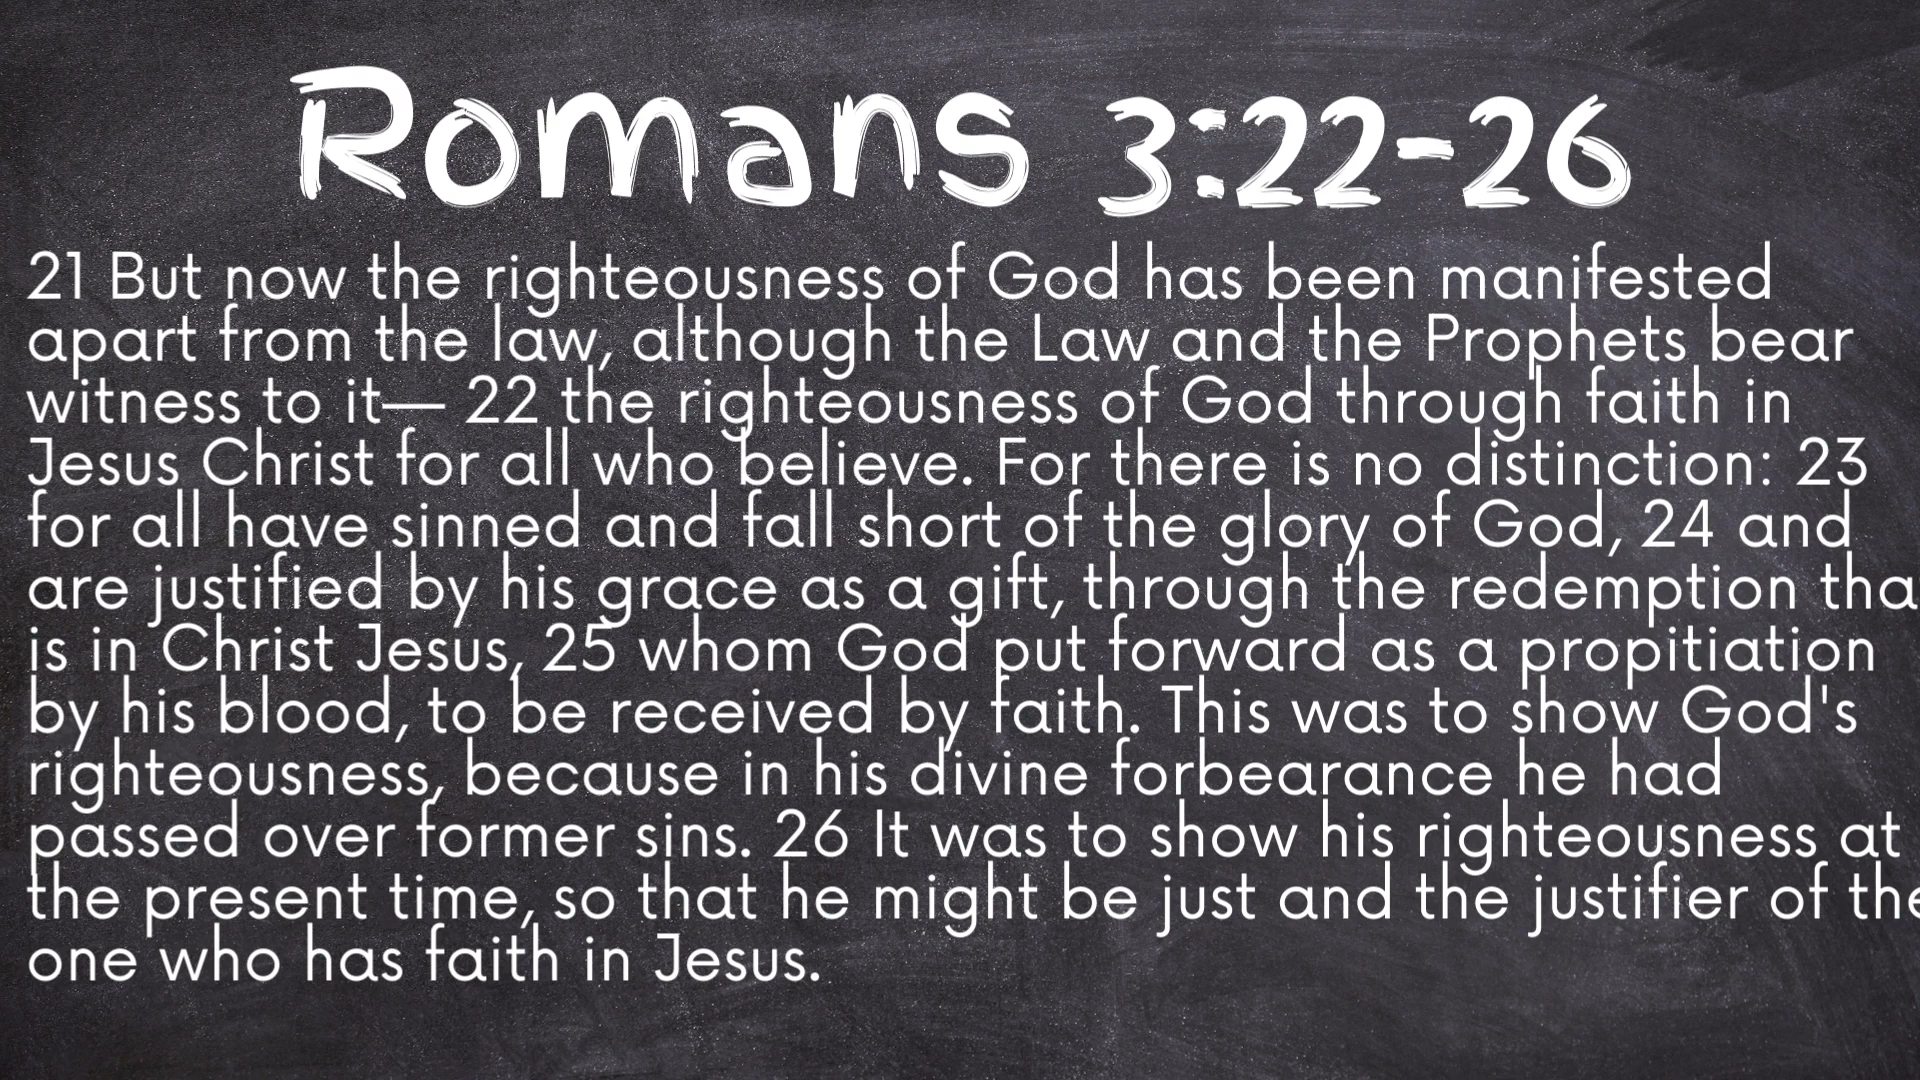 Romans 3:22-26
21 But now the righteousness of God has been manifested
apart from the law, although the Law and the Prophets bear
witness to it— 22 the righteousness of God through faith in
Jesus Christ for all who believe. For there is no distinction: 23
for all have sinned and fall short of the glory of God, 24 and
are justified by his grace as a gift, through the redemption tha
is in Christ Jesus, 25 whom God put forward as a propitiation
by his blood, to be received by faith. This was to show God's
righteousness, because in his divine forbearance he had
passed over former sins. 26 It was to show his righteousness at
the present time, so that he might be just and the justifier of the
one who has faith in Jesus.